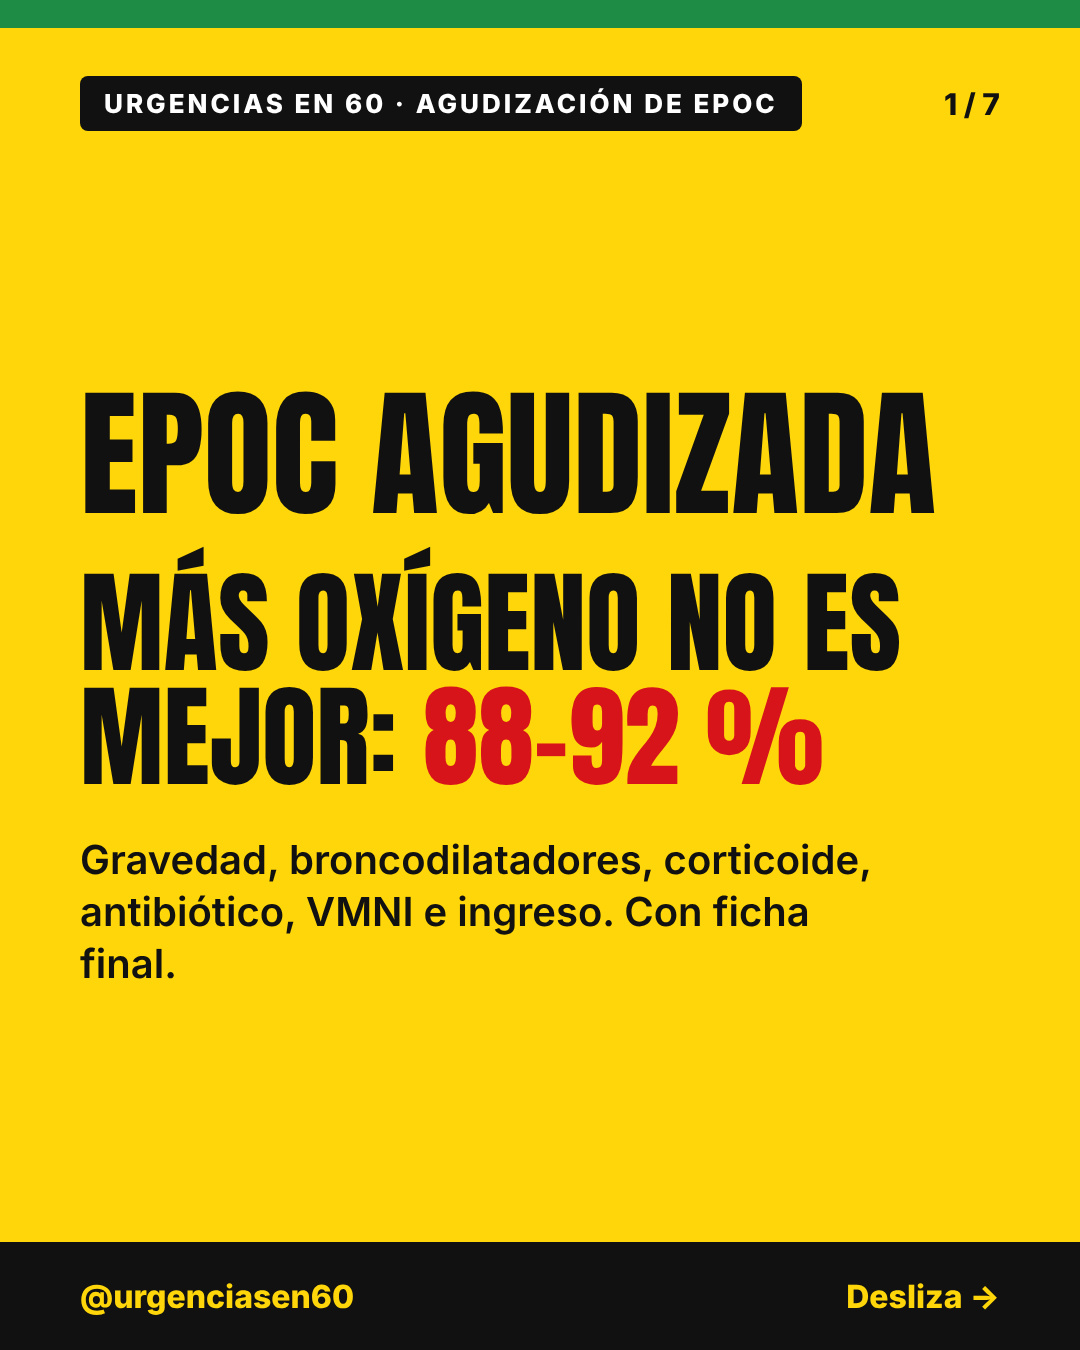 URGENCIAS EN 60 · AGUDIZACIÓN DE EPOC
1/7
EPOC AGUDIZADA
MÁS OXÍGENO NO ES
MEJOR: 88-92 %
Gravedad, broncodilatadores, corticoide,
antibiótico, VMNI e ingreso. Con ficha
final.
@urgenciasen60
Desliza →